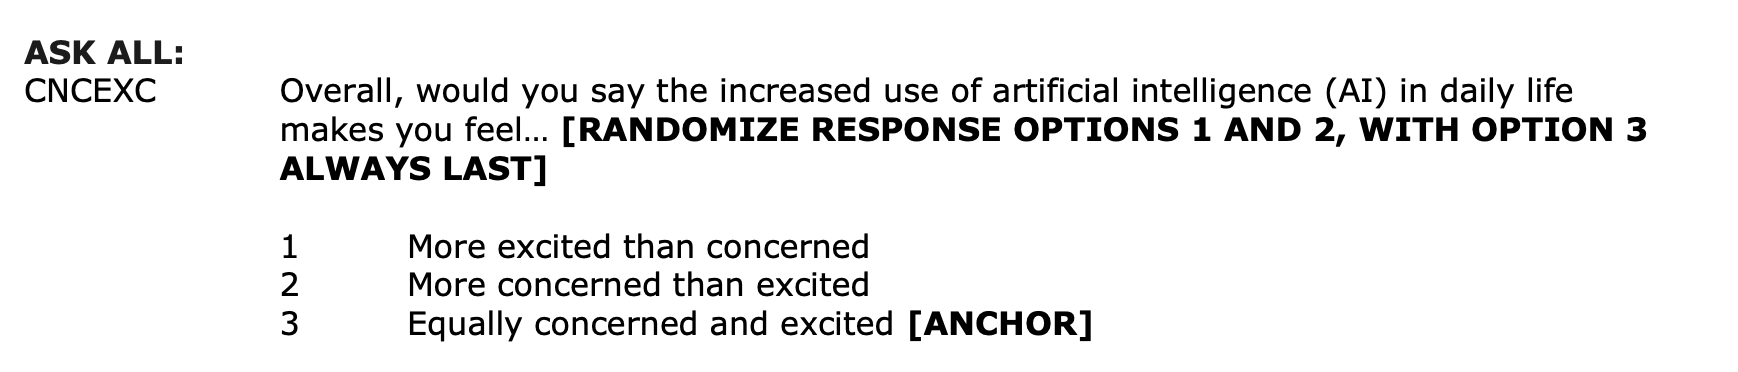 ASK ALL:
CNCEXC Overall, would you say the increased use of artificial intelligence (AI) in daily life
makes you feel… [RANDOMIZE RESPONSE OPTIONS 1 AND 2, WITH OPTION 3
ALWAYS LAST]
1 More excited than concerned
2 More concerned than excited
3 Equally concerned and excited [ANCHOR]